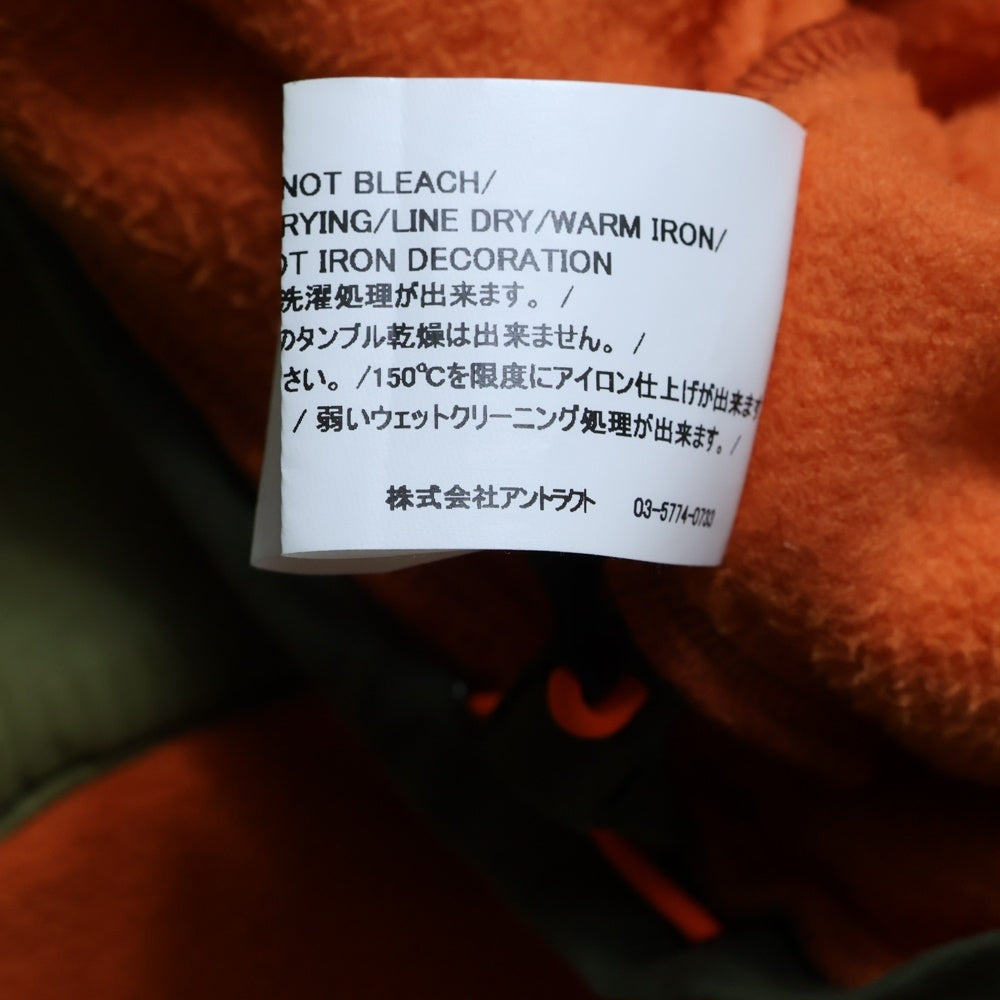 NOT BLEACH/
RYING/LINE DRY/WARM IRON/
OT IRON DECORATION
洗濯処理が出来ます。 /
のタンブル乾燥は出来ません。 /
さい。 /150℃を限度にアイロン仕上げが出来ます
/ 弱いウェットクリーニング処理が出来ます。/
株式会社アントラクト 03-5774-0733